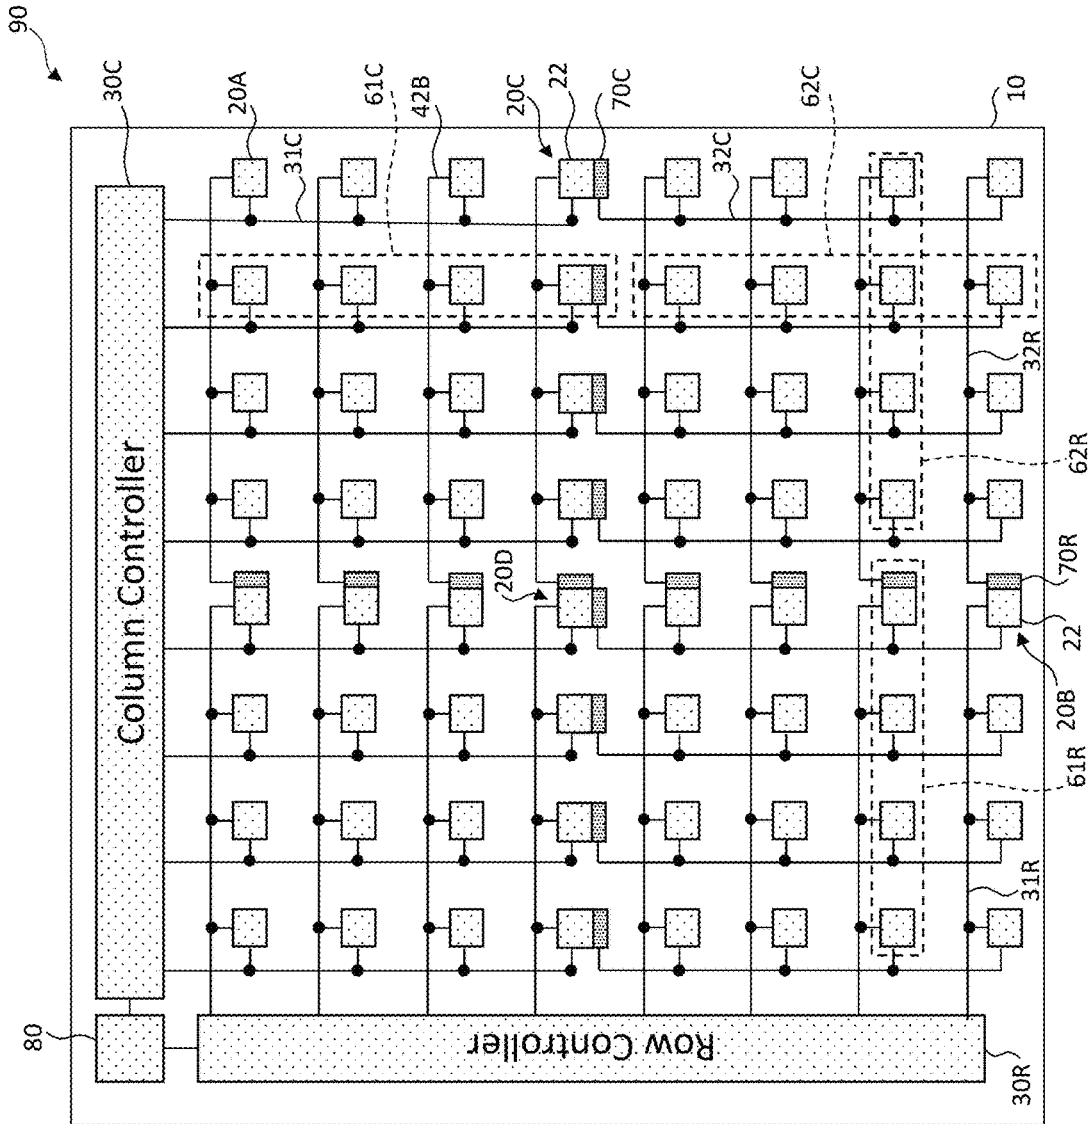 90
30C
20A
31C
61C
42B
20C
22
70C
32C
62C
10
Column Controller
80
20D
32R
62R
70R
22
20B
61R
31R
Row Controller
30R